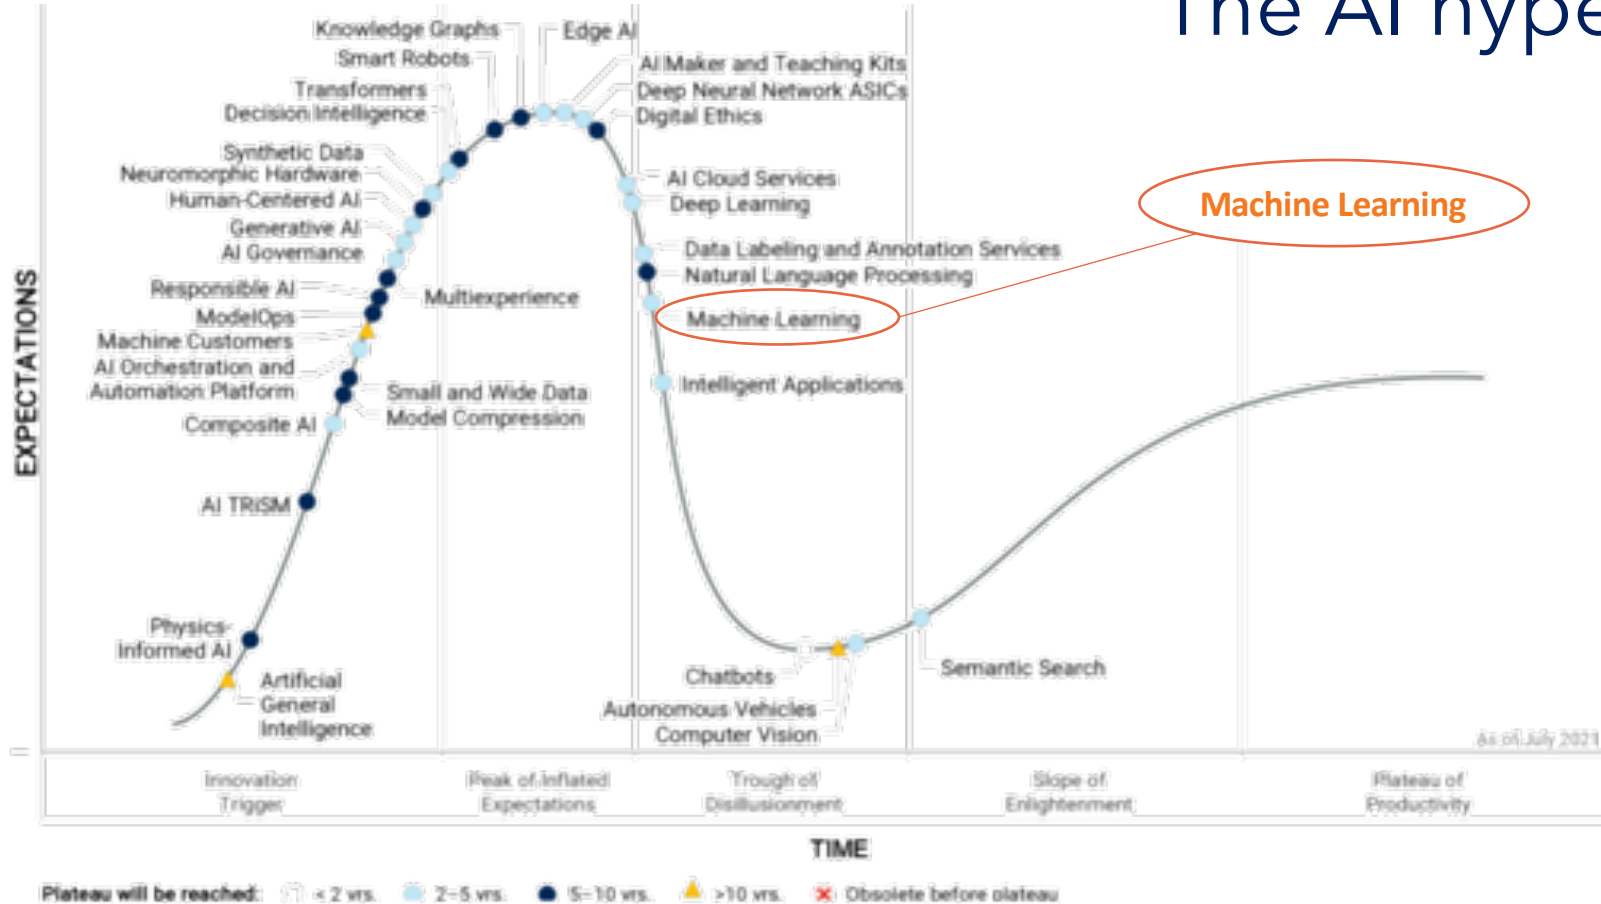 The AI hype
Knowledge Graphs
Edge AI
Smart Robots
AI Maker and Teaching Kits
Transformers
Deep Neural Network ASICs
Decision Intelligence
Digital Ethics
Synthetic Data
Neuromorphic Hardware
AI Cloud Services
Human-Centered AI
Deep Learning
Machine Learning
Generative AI
AI Governance
Data Labeling and Annotation Services
Natural Language Processing
Responsible AI
Multiexperience
ModelOps
Machine Learning
Machine Customers
AI Orchestration and
Automation Platform
Intelligent Applications
Small and Wide Data
Composite AI
Model Compression
EXPECTATIONS
AI TRiSM
Physics-
Informed AI
Artificial
General
Intelligence
Chatbots
Semantic Search
Autonomous Vehicles
Computer Vision
As of July 2021
Innovation
Trigger
Peak of Inflated
Expectations
Trough of
Disillusionment
Slope of
Enlightenment
Plateau of
Productivity
TIME
Plateau will be reached: < 2 yrs. 2–5 yrs. 5–10 yrs. >10 yrs. Obsolete before plateau